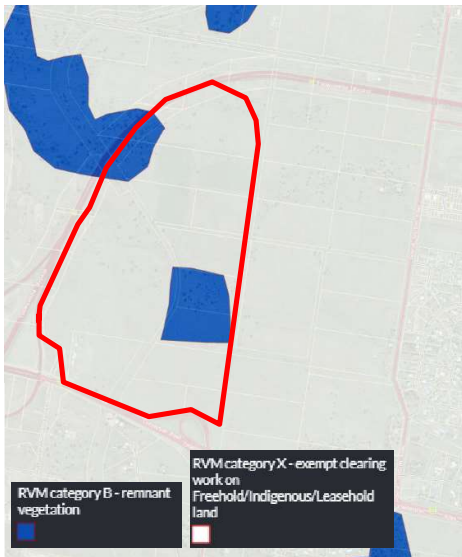 RVM category B - remnant
vegetation
RVM category X - exempt clearing
work on
Freehold/Indigenous/Leasehold
land